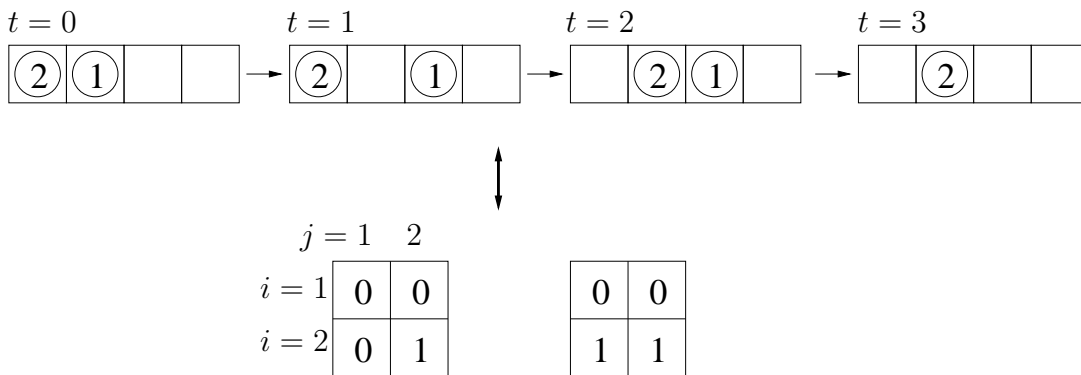 t = 0 t = 1 t = 2 t = 3
2 1 2 1 2 1 2
j = 1 2
i = 1 0 0 0 0
i = 2 0 1 1 1